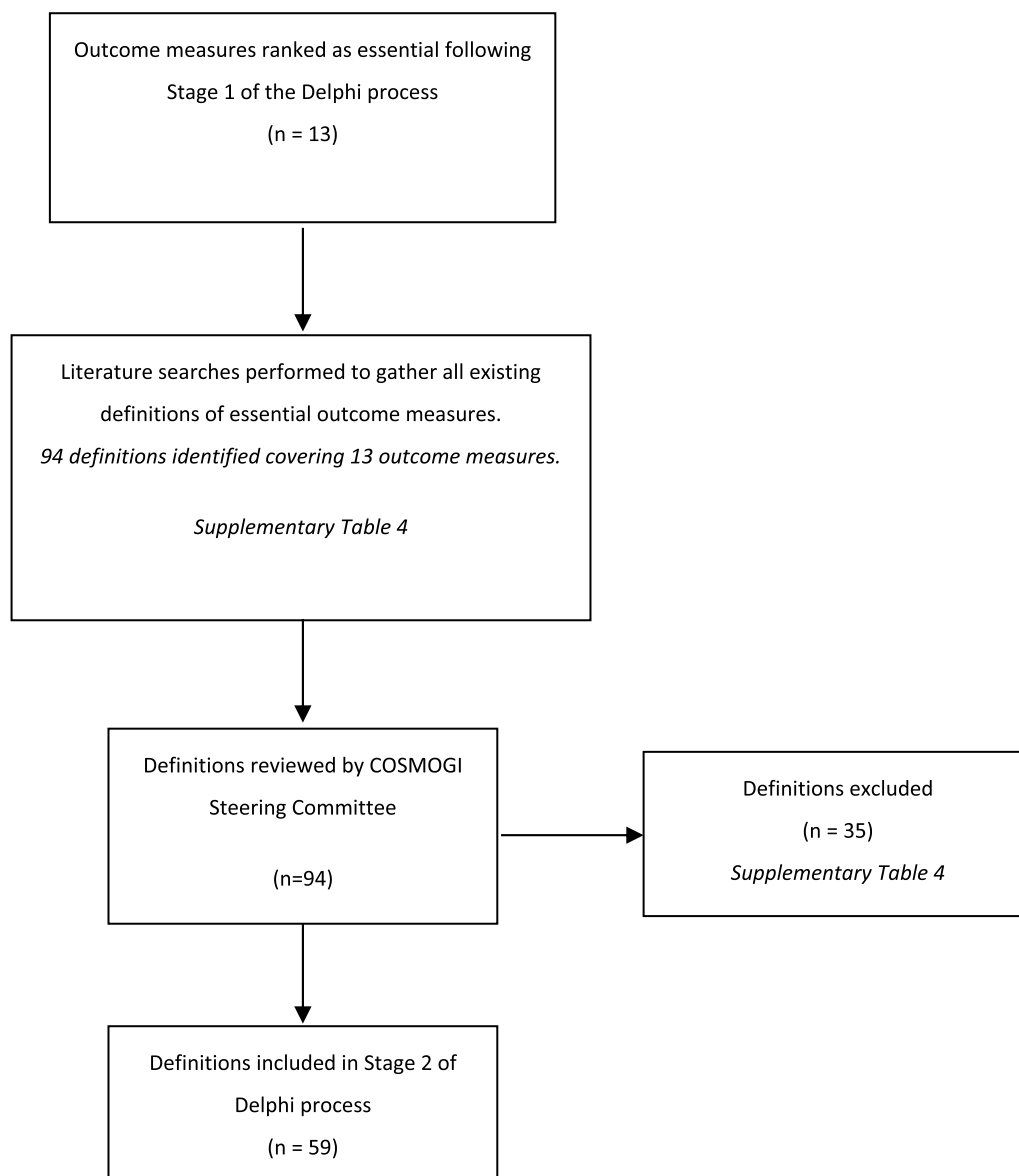 Outcome measures ranked as essential following
Stage 1 of the Delphi process
(n = 13)
Literature searches performed to gather all existing
definitions of essential outcome measures.
94 definitions identified covering 13 outcome measures.
Supplementary Table 4
Definitions reviewed by COSMOGI
Steering Committee
(n=94)
Definitions excluded
(n = 35)
Supplementary Table 4
Definitions included in Stage 2 of
Delphi process
(n = 59)